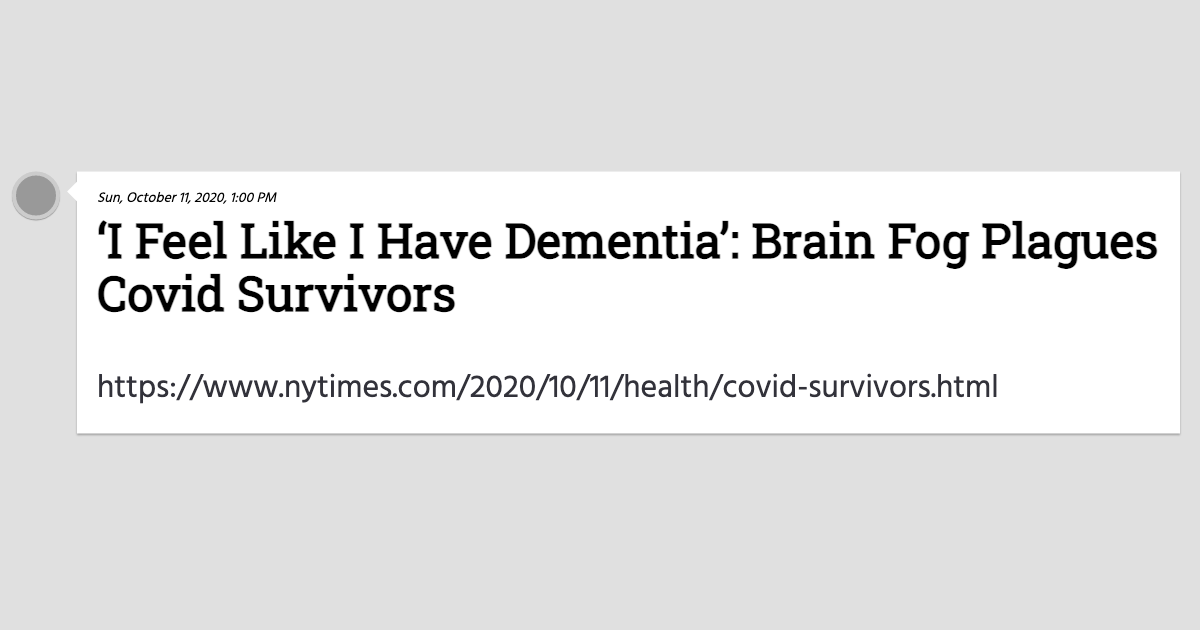 Sun, October 11, 2020, 1:00 PM
‘I Feel Like I Have Dementia’: Brain Fog Plagues
Covid Survivors
https://www.nytimes.com/2020/10/11/health/covid-survivors.html